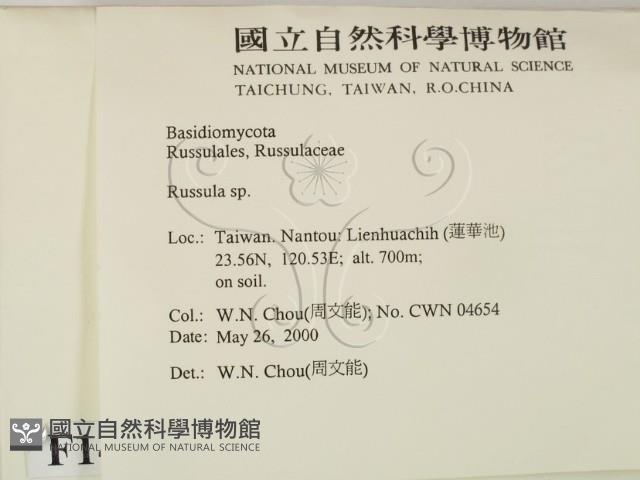 國立自然科學博物館
NATIONAL MUSEUM OF NATURAL SCIENCE
TAICHUNG, TAIWAN, R.O.CHINA
Basidiomycota
Russulales, Russulaceae
Russula sp.
Loc.: Taiwan. Nantou: Lienhuachih (蓮華池)
23.56N, 120.53E; alt. 700m;
on soil.
Col.: W.N. Chou(周文能); No. CWN 04654
Date: May 26, 2000
Det.: W.N. Chou(周文能)
國立自然科學博物館
NATIONAL MUSEUM OF NATURAL SCIENCE